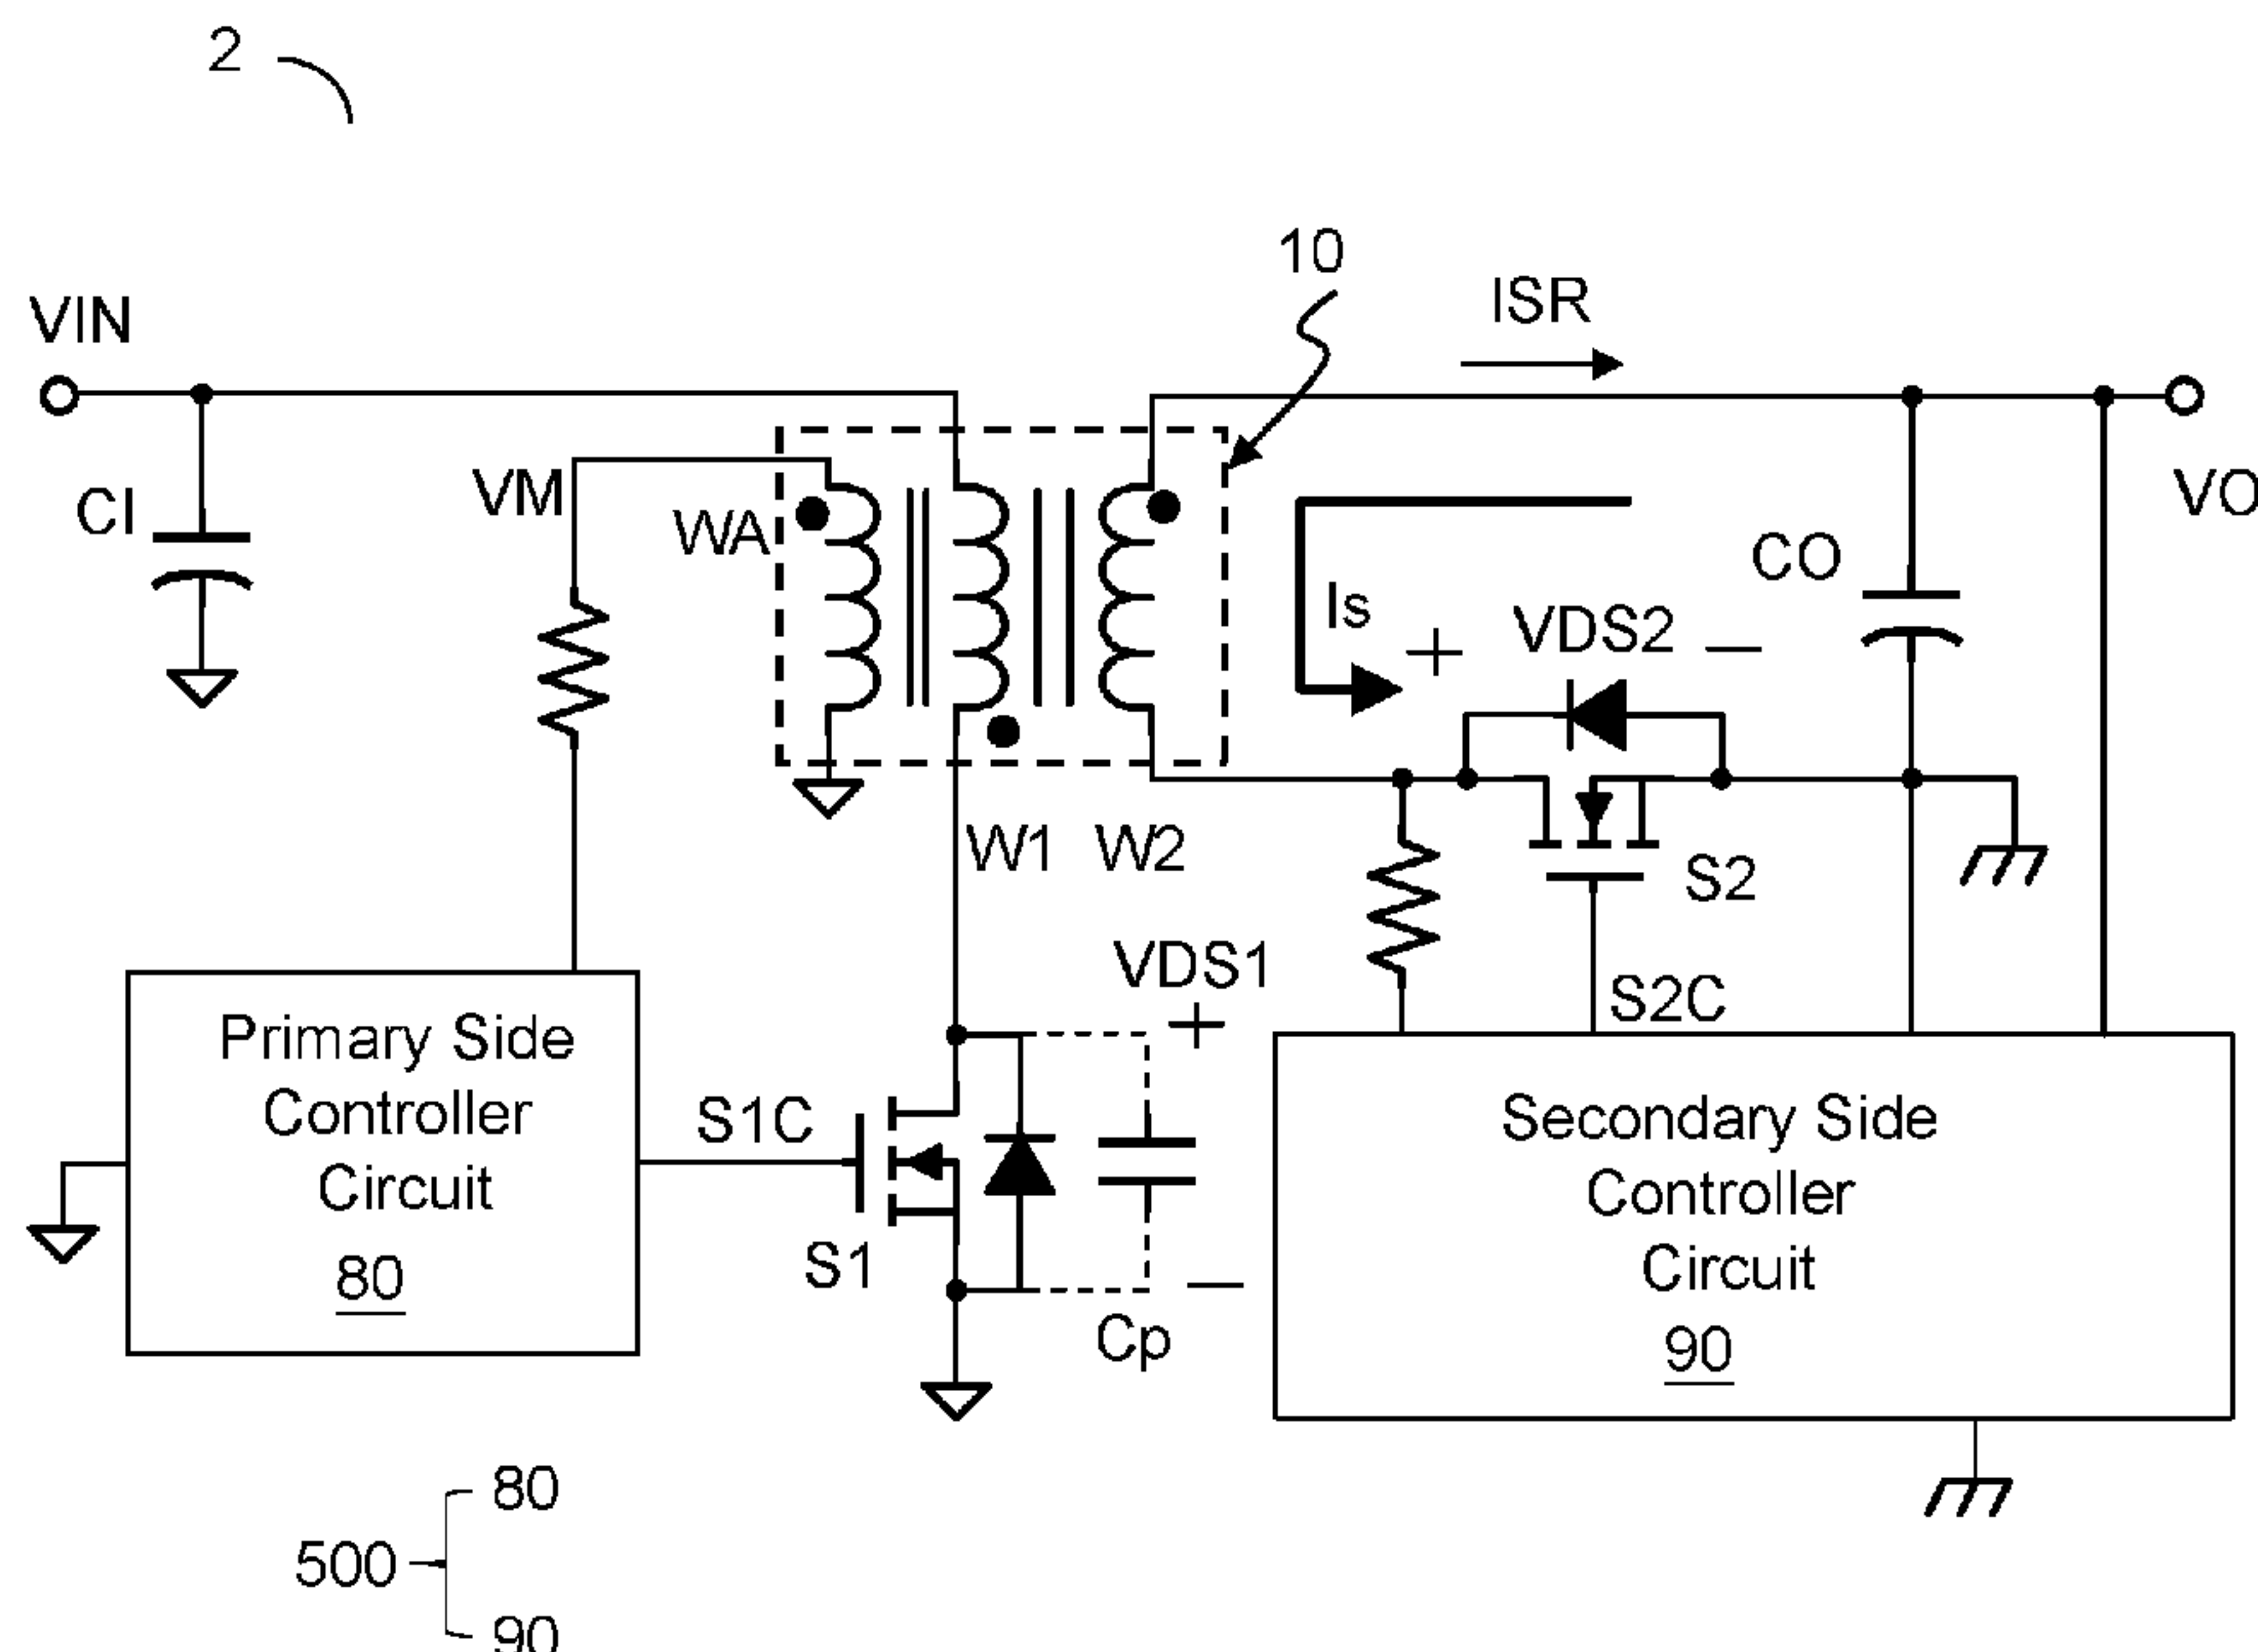 2
10
ISR
VIN
CI
VM
WA
VO
CO
Is
+
VDS2
—
W1
W2
S2
VDS1
+
S2C
Primary Side
Controller
Circuit
80
S1C
S1
—
Cp
Secondary Side
Controller
Circuit
90
500
80
90